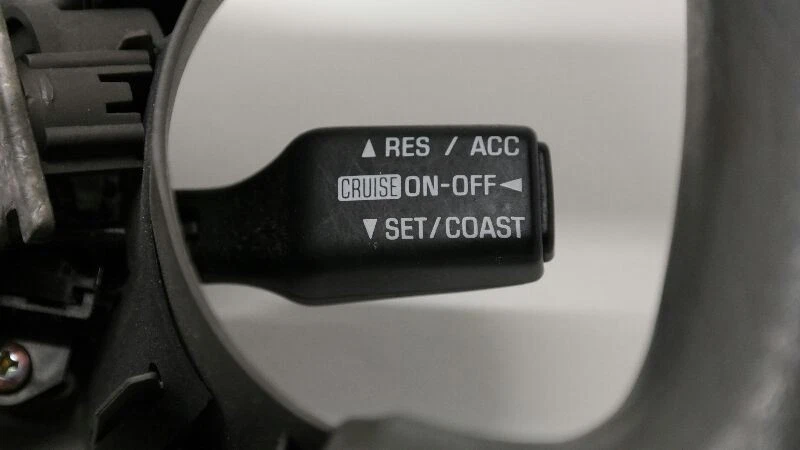 ▲ RES / ACC
CRUISE ON-OFF ◀
▼ SET/COAST